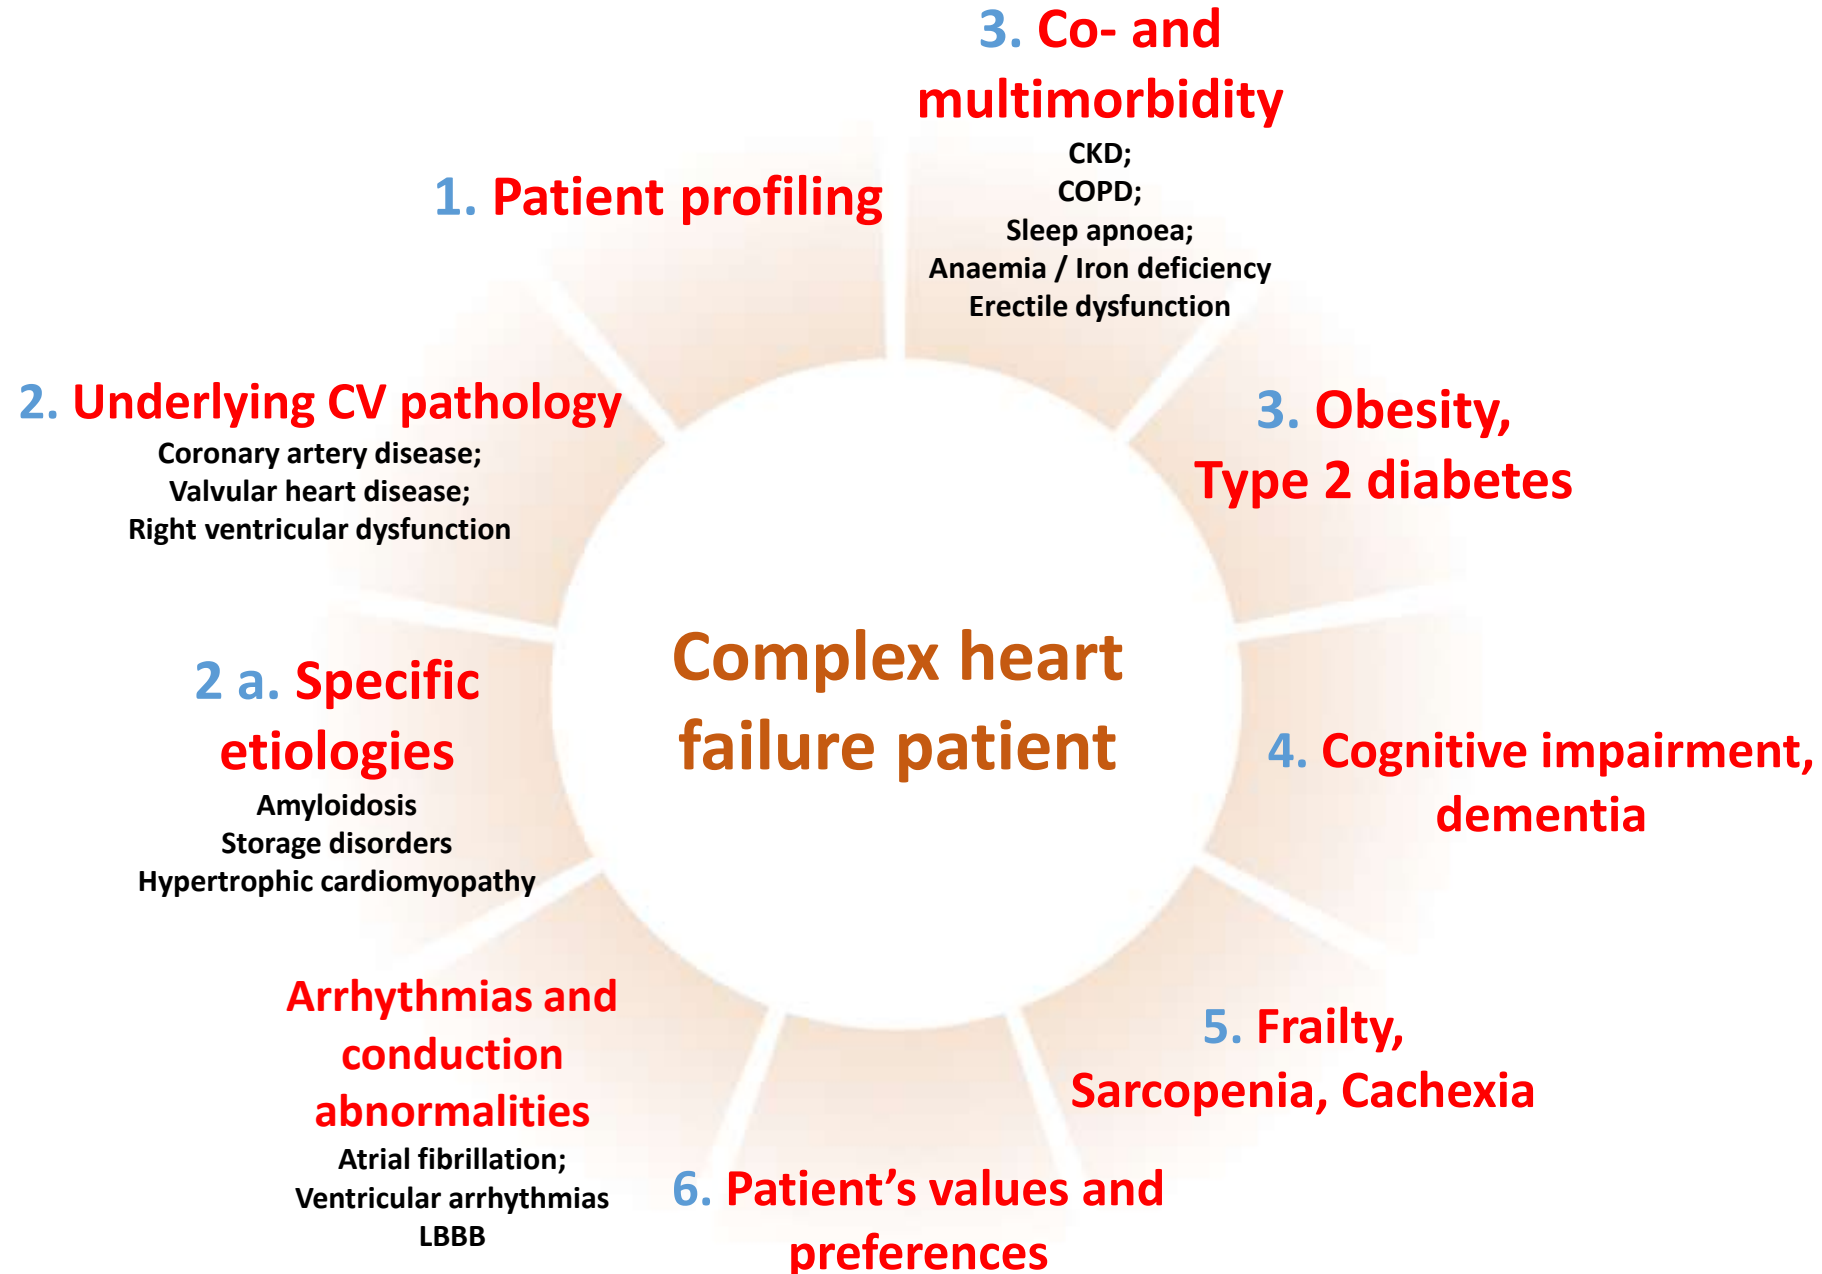 1. Patient profiling
2. Underlying CV pathology
Coronary artery disease;
Valvular heart disease;
Right ventricular dysfunction
2 a. Specific
etiologies
Amyloidosis
Storage disorders
Hypertrophic cardiomyopathy
Arrhythmias and
conduction
abnormalities
Atrial fibrillation;
Ventricular arrhythmias
LBBB
3. Co- and
multimorbidity
CKD;
COPD;
Sleep apnoea;
Anaemia / Iron deficiency
Erectile dysfunction
3. Obesity,
Type 2 diabetes
4. Cognitive impairment,
dementia
5. Frailty,
Sarcopenia, Cachexia
6. Patient’s values and
preferences
Complex heart
failure patient